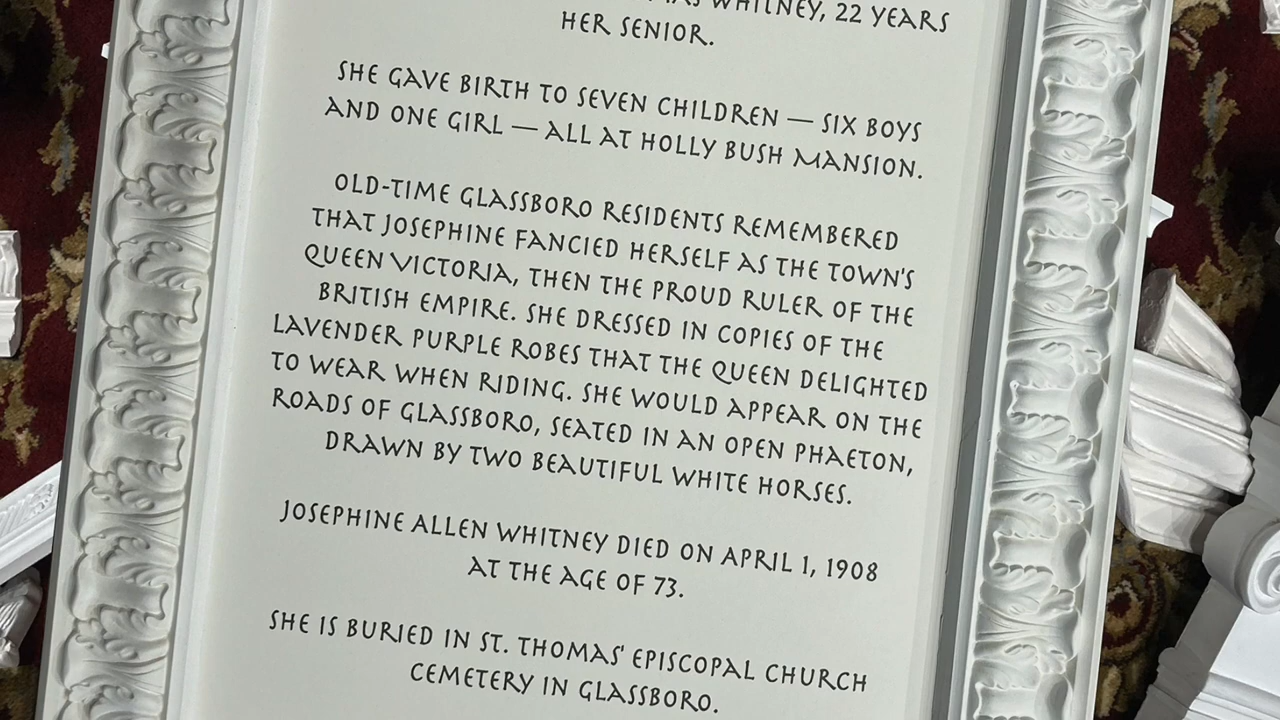 WHITNEY, 22 YEARS
HER SENIOR.
SHE GAVE BIRTH TO SEVEN CHILDREN — SIX BOYS
AND ONE GIRL — ALL AT HOLLY BUSH MANSION.
OLD-TIME GLASSBORO RESIDENTS REMEMBERED
THAT JOSEPHINE FANCIED HERSELF AS THE TOWN'S
QUEEN VICTORIA, THEN THE PROUD RULER OF THE
BRITISH EMPIRE. SHE DRESSED IN COPIES OF THE
LAVENDER PURPLE ROBES THAT THE QUEEN DELIGHTED
TO WEAR WHEN RIDING. SHE WOULD APPEAR ON THE
ROADS OF GLASSBORO, SEATED IN AN OPEN PHAETON,
DRAWN BY TWO BEAUTIFUL WHITE HORSES.
JOSEPHINE ALLEN WHITNEY DIED ON APRIL 1, 1908
AT THE AGE OF 73.
SHE IS BURIED IN ST. THOMAS' EPISCOPAL CHURCH
CEMETERY IN GLASSBORO.